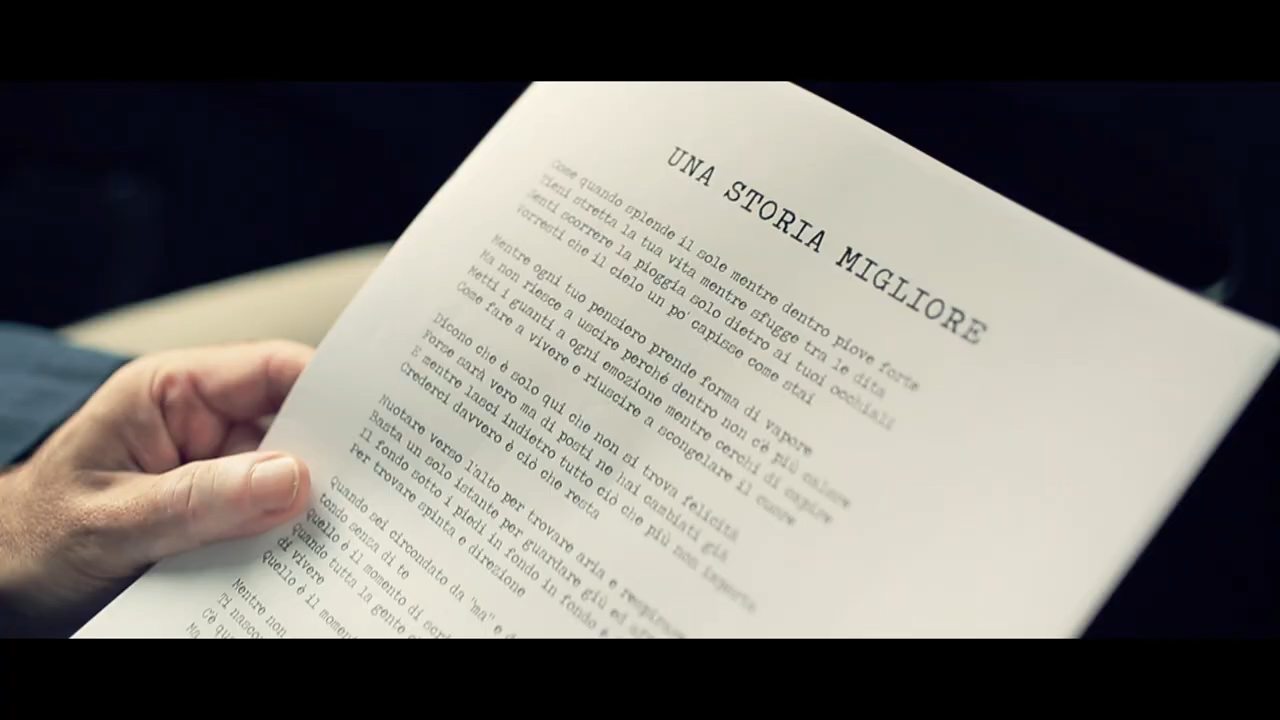 UNA STORIA MIGLIORE
Come quando splende il sole mentre dentro piove forte
Tieni stretta la tua vita mentre sfugge tra le dita
Senti scorrere la pioggia solo dietro ai tuoi occhiali
Vorresti che il cielo un po' capisse come stai
Mentre ogni tuo pensiero prende forma di vapore
Ma non riesce a uscire perché dentro non c'è più calore
Metti i guanti a ogni emozione mentre cerchi di capire
Come fare a vivere e riuscire a scongelare il cuore
Dicono che è solo qui che non si trova felicità
Forse sarà vero ma di posti ne hai cambiati già
E mentre lasci indietro tutto ciò che più non importa
Crederci davvero è ciò che resta
Nuotare verso l'alto per trovare aria e respirare
Basta un solo istante per guardare giù ed
Il fondo sotto i piedi in fondo in fondo
Per trovare spinta e direzione
quando sei circondato da "ma" e
tondo senza di te
quello è il momento di
quando tutta la gente
di vivere
quello è il
Mentre non
Ti
C'è
Ma